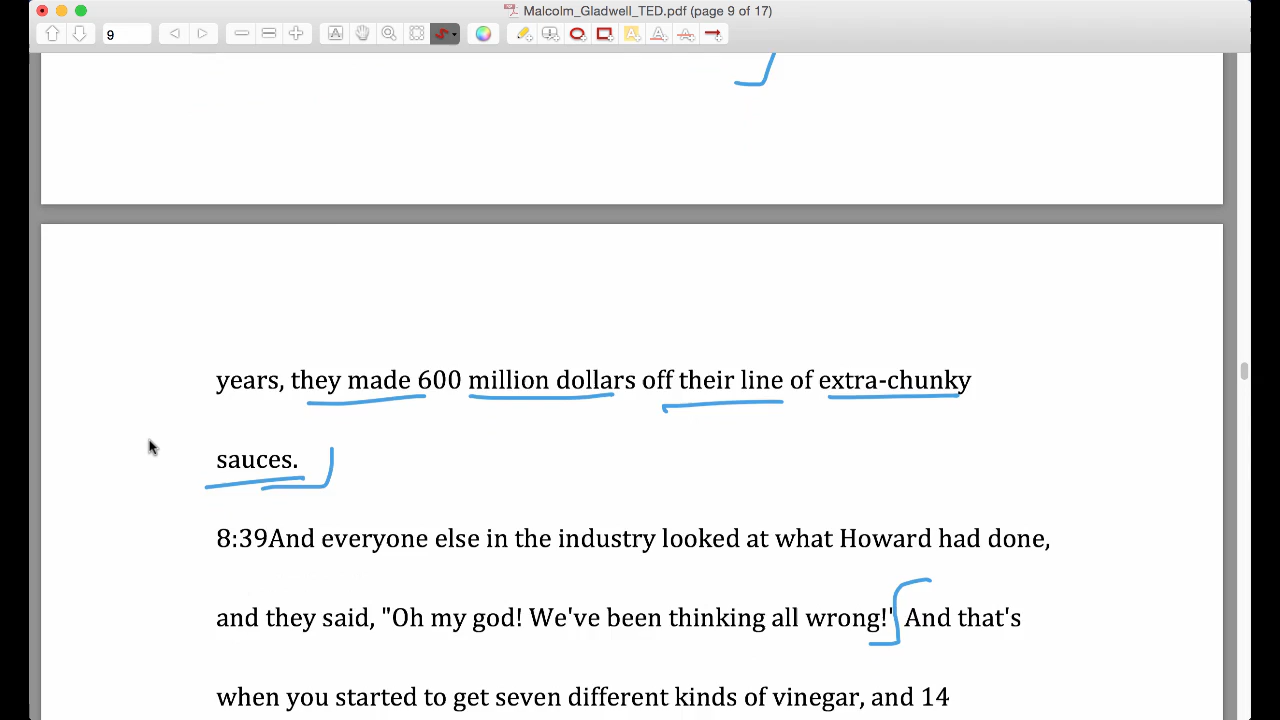 Malcolm_Gladwell_TED.pdf (page 9 of 17)
9
years, they made 600 million dollars off their line of extra-chunky
sauces.
8:39And everyone else in the industry looked at what Howard had done,
and they said, "Oh my god! We've been thinking all wrong!" And that's
when you started to get seven different kinds of vinegar, and 14